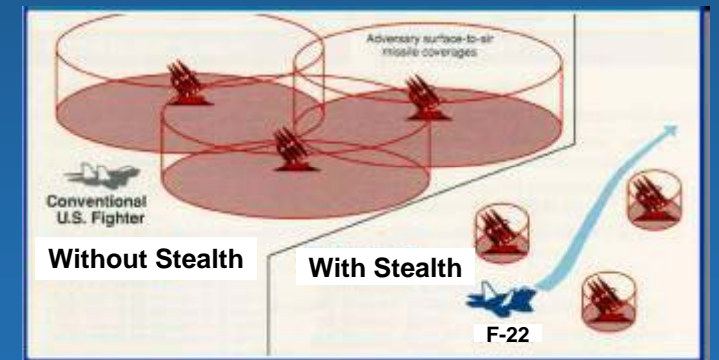 Adversary surface-to-air
missile coverages
Conventional
U.S. Fighter
Without Stealth
With Stealth
F-22